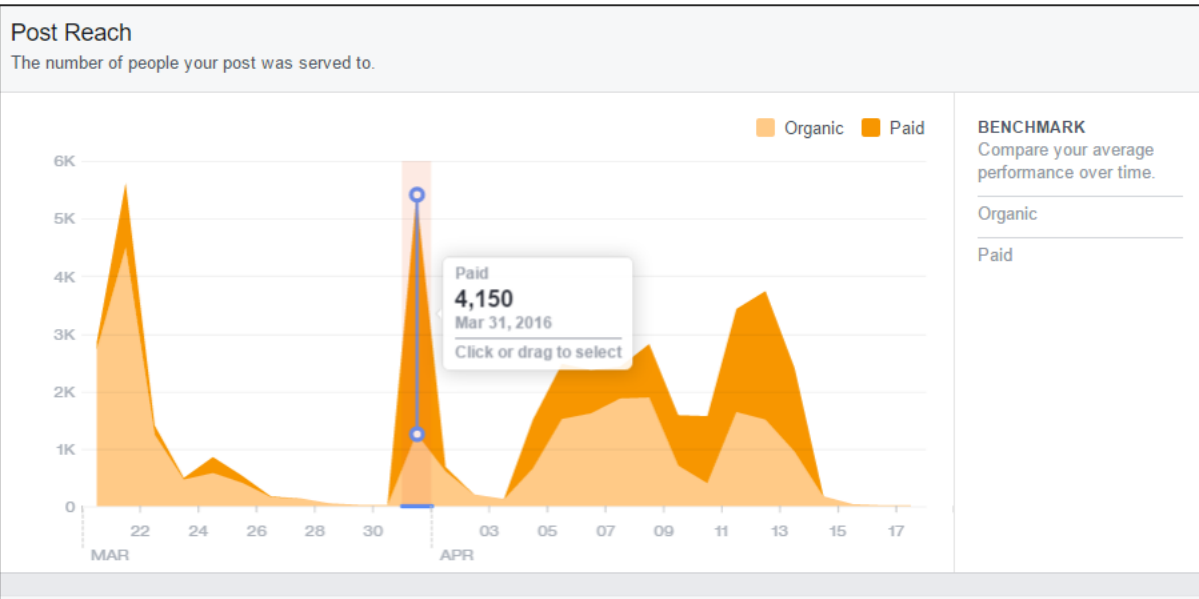 Post Reach
The number of people your post was served to.
Organic Paid
BENCHMARK
Compare your average
performance over time.
Organic
Paid
6K
5K
4K
3K
2K
1K
0
Paid
4,150
Mar 31, 2016
Click or drag to select
22 24 26 28 30 03 05 07 09 11 13 15 17
MAR APR